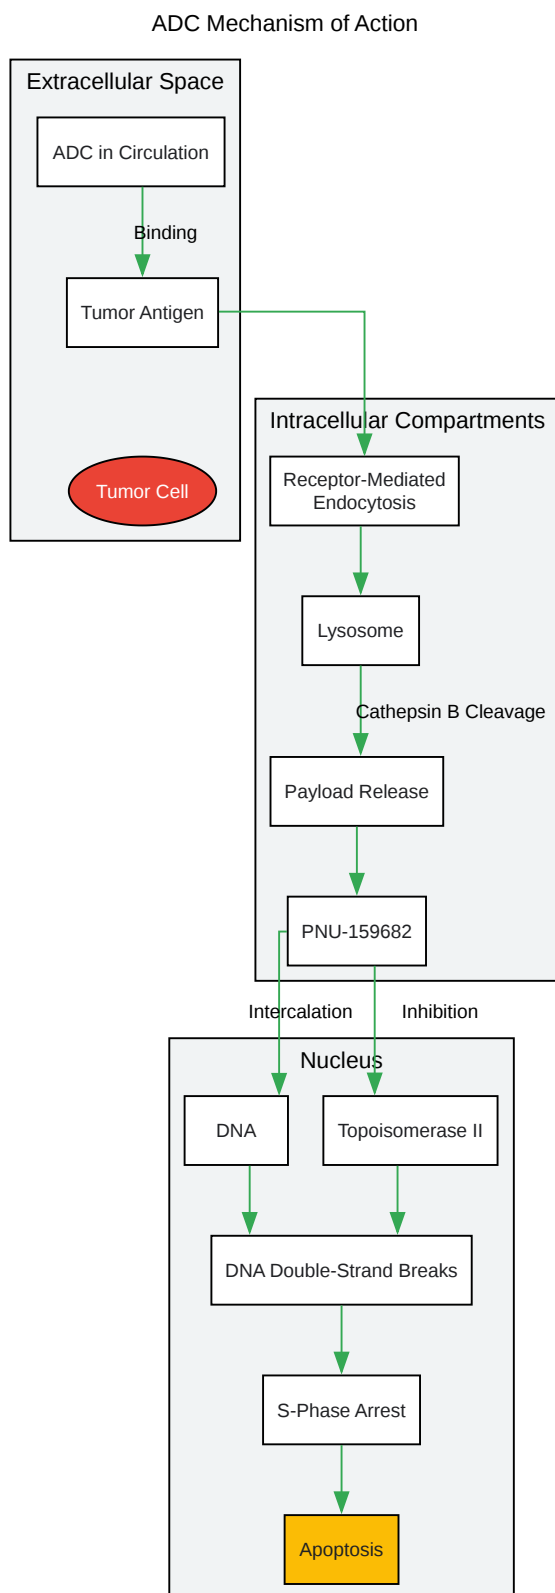 ADC Mechanism of Action
Extracellular Space
ADC in Circulation
Binding
Tumor Antigen
Tumor Cell
Intracellular Compartments
Receptor-Mediated
Endocytosis
Lysosome
Cathepsin B Cleavage
Payload Release
PNU-159682
Intercalation
Inhibition
Nucleus
DNA
Topoisomerase II
DNA Double-Strand Breaks
S-Phase Arrest
Apoptosis